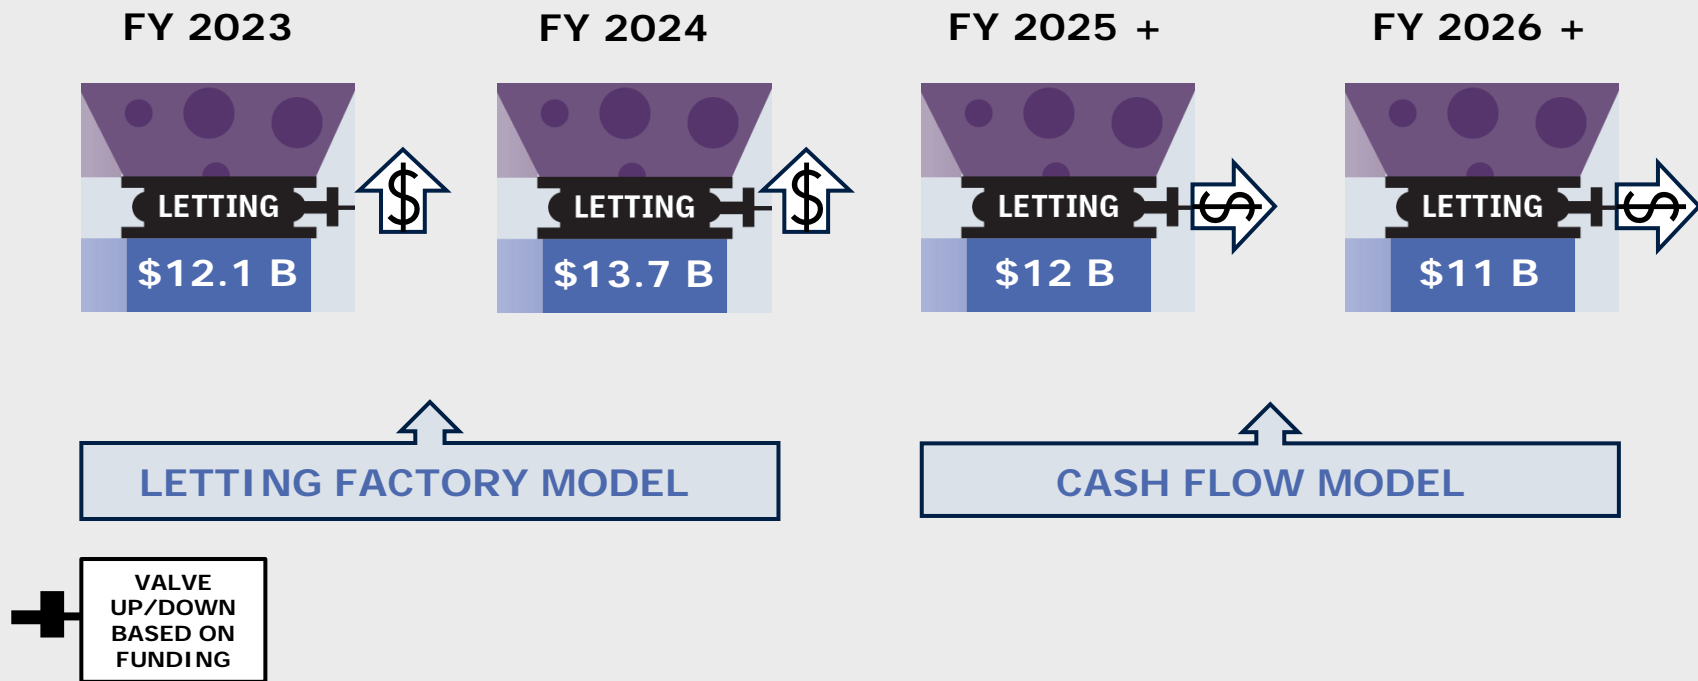 FY 2023
FY 2024
FY 2025 +
FY 2026 +
LETTING
LETTING
LETTING
LETTING
$
$
$
$
$12.1 B
$13.7 B
$12 B
$11 B
LETTING FACTORY MODEL
CASH FLOW MODEL
VALVE
UP/DOWN
BASED ON
FUNDING